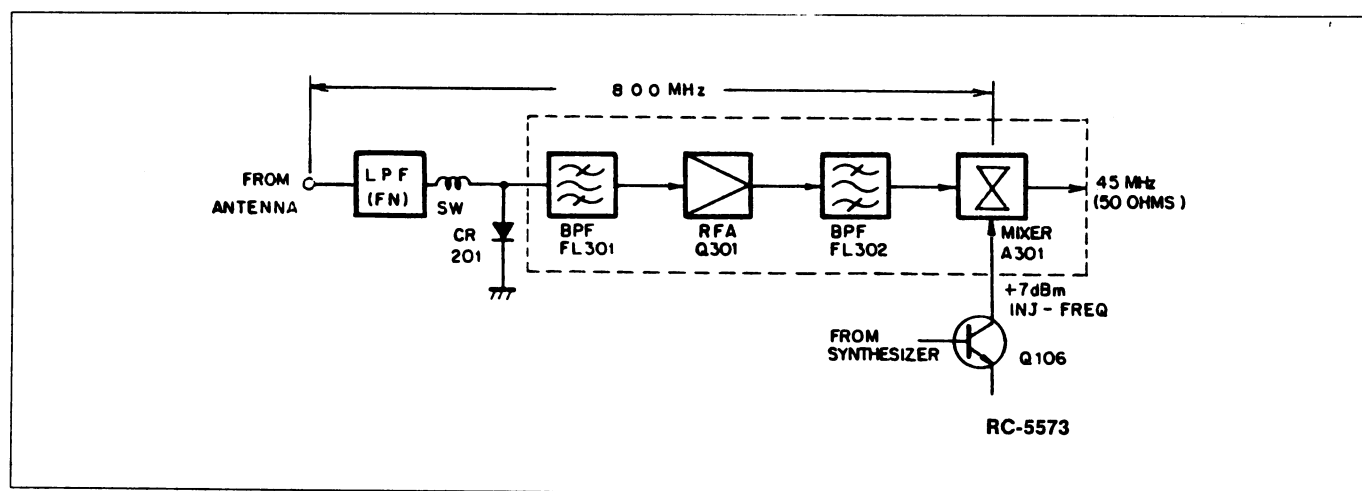 800 MHz
FROM
ANTENNA
LPF
(FN)
SW
CR
201
BPF
FL301
RFA
Q301
BPF
FL302
MIXER
A301
45 MHz
(50 OHMS)
+7dBm
INJ-FREQ
FROM
SYNTHESIZER
Q106
RC-5573